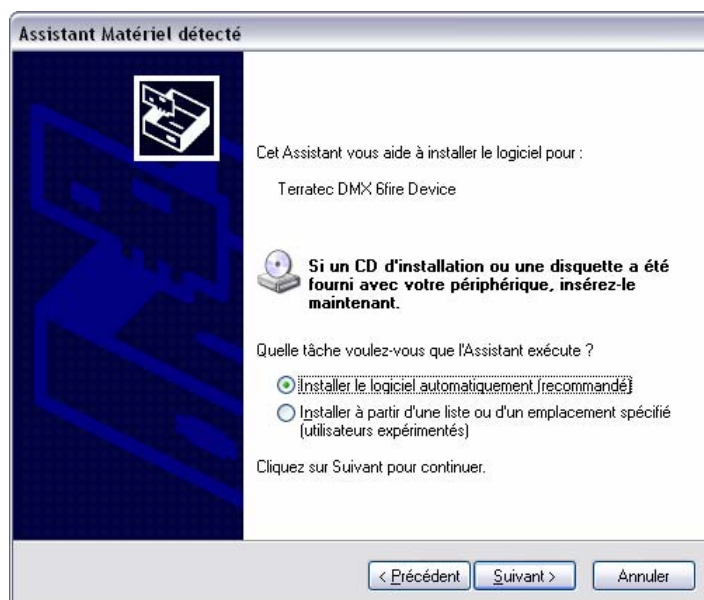 Assistant Matériel détecté
Cet Assistant vous aide à installer le logiciel pour :
Terratec DMX 6fire Device
Si un CD d'installation ou une disquette a été
fourni avec votre périphérique, insérez-le
maintenant.
Quelle tâche voulez-vous que l'Assistant exécute ?
Installer le logiciel automatiquement (recommandé)
Installer à partir d'une liste ou d'un emplacement spécifié
(utilisateurs expérimentés)
Cliquez sur Suivant pour continuer.
< Précédent Suivant > Annuler